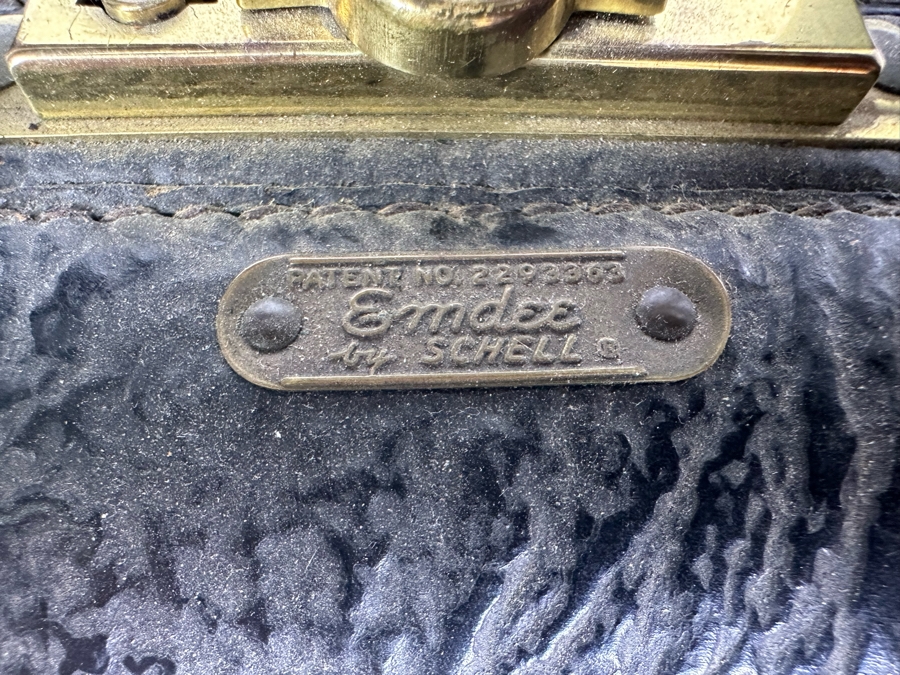 PATENT NO. 2293363
Emdee
by SCHELL